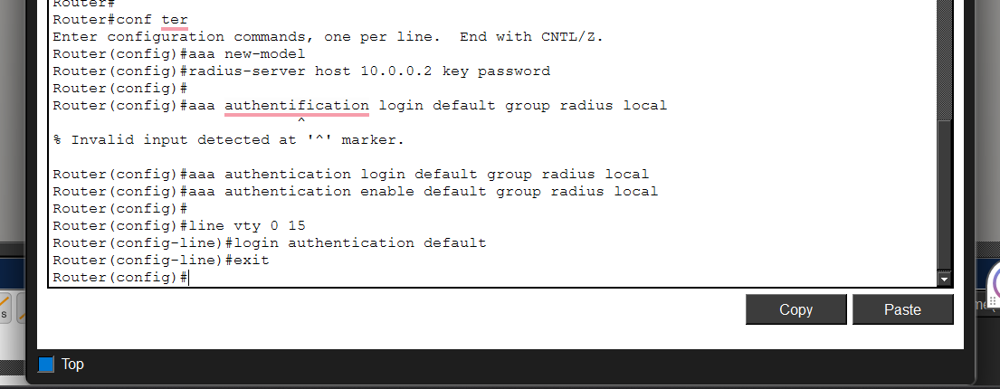 Router#
Router#conf ter
Enter configuration commands, one per line.  End with CNTL/Z.
Router(config)#aaa new-model
Router(config)#radius-server host 10.0.0.2 key password
Router(config)#
Router(config)#aaa authentification login default group radius local
^
% Invalid input detected at '^' marker.
Router(config)#aaa authentication login default group radius local
Router(config)#aaa authentication enable default group radius local
Router(config)#
Router(config)#line vty 0 15
Router(config-line)#login authentication default
Router(config-line)#exit
Router(config)#
Copy
Paste
Top